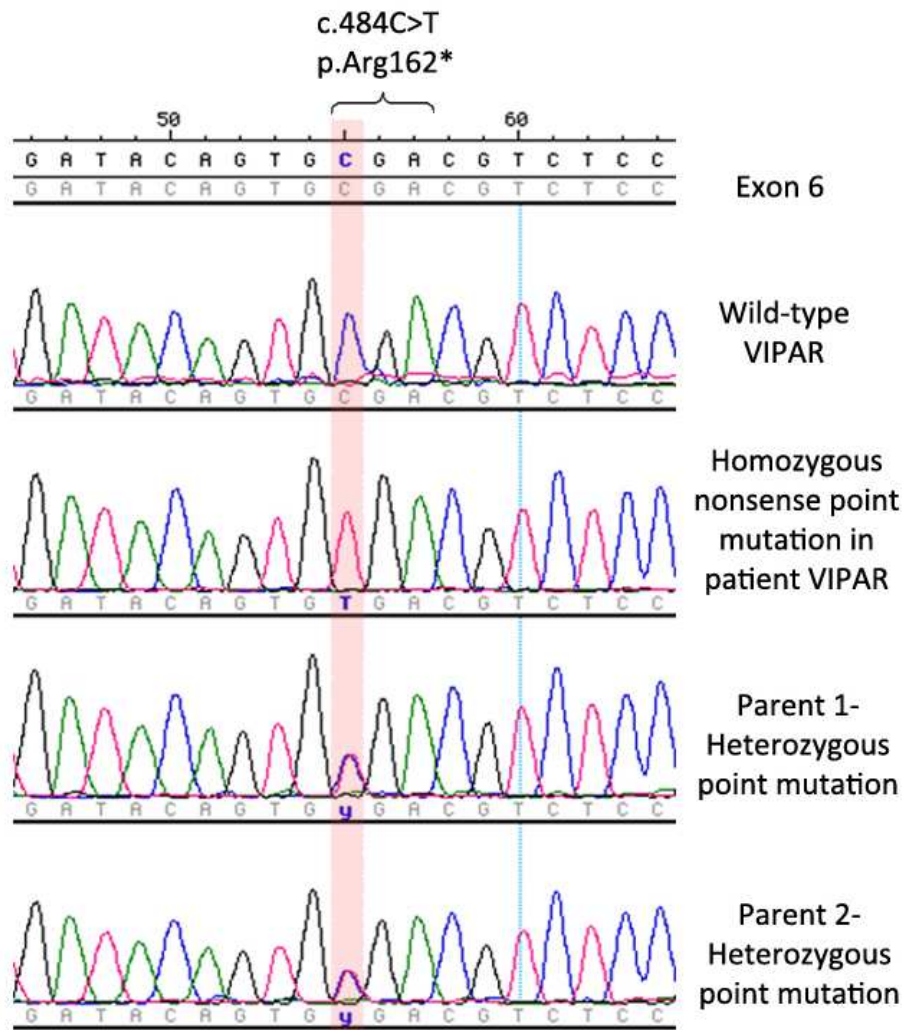 c.484C>T
p.Arg162*
50 60
G A T A C A G T G C G A C G T C T C C
G A T A C A G T G C G A C G T C T C C
Exon 6
Wild-type
VIPAR
G A T A C A G T G C G A C G T C T C C
Homozygous
nonsense point
mutation in
patient VIPAR
G A T A C A G T G T G A C G T C T C C
Parent 1-
Heterozygous
point mutation
G A T A C A G T G y G A C G T C T C C
Parent 2-
Heterozygous
point mutation
G A T A C A G T G y G A C G T C T C C